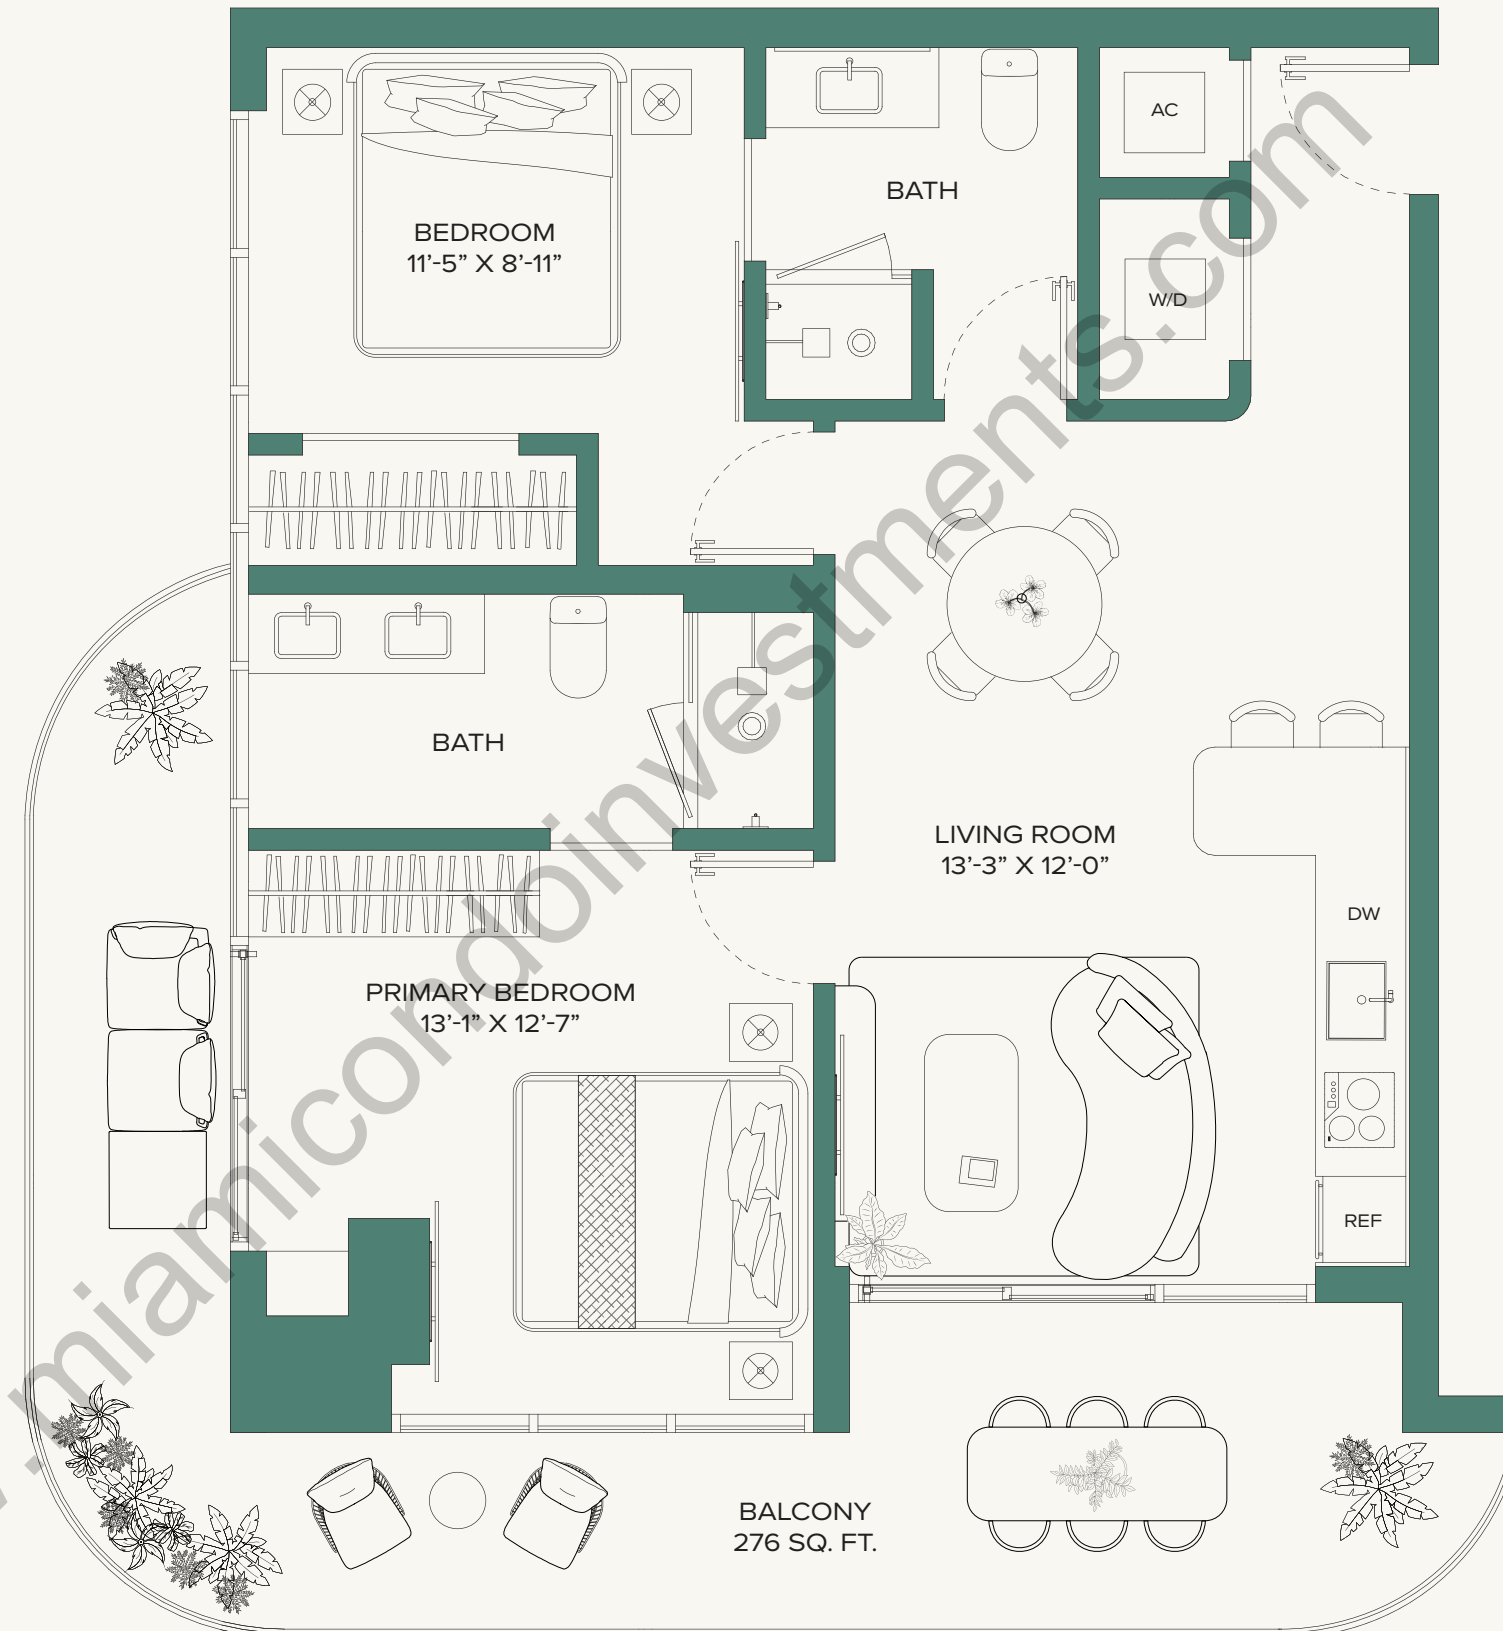 AC
BATH
BEDROOM
11'-5" X 8'-11"
W/D
BATH
LIVING ROOM
13'-3" X 12'-0"
DW
PRIMARY BEDROOM
13'-1" X 12'-7"
REF
BALCONY
276 SQ. FT.
.miamicondoinvestments.com